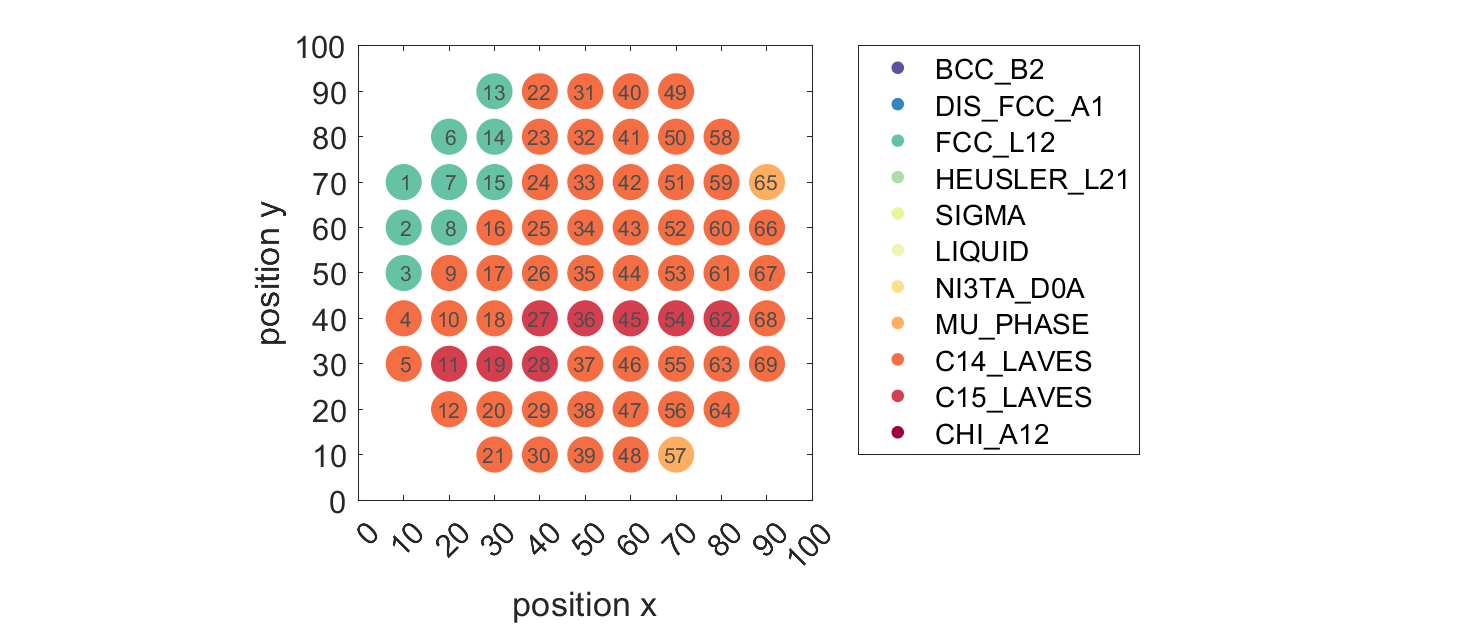 100
90 13 22 31 40 49
80 6 14 23 32 41 50 58
70 1 7 15 24 33 42 51 59 65
60 2 8 16 25 34 43 52 60 66
50 3 9 17 26 35 44 53 61 67
40 4 10 18 27 36 45 54 62 68
30 5 11 19 28 37 46 55 63 69
20 12 20 29 38 47 56 64
10 21 30 39 48 57
0
0 10 20 30 40 50 60 70 80 90 100
position x
position y
BCC_B2
DIS_FCC_A1
FCC_L12
HEUSLER_L21
SIGMA
LIQUID
NI3TA_D0A
MU_PHASE
C14_LAVES
C15_LAVES
CHI_A12